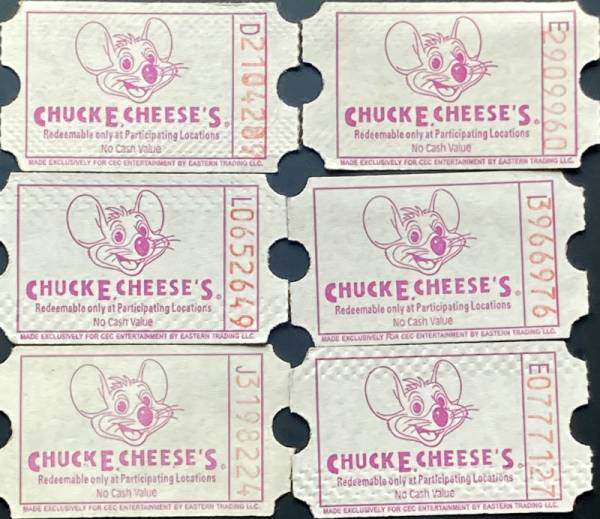 CHUCK E. CHEESE'S®
Redeemable only at Participating Locations
No Cash Value
MADE EXCLUSIVELY FOR CEC ENTERTAINMENT BY EASTERN TRADING LLC.
D2104289
CHUCK E. CHEESE'S®
Redeemable only at Participating Locations
No Cash Value
MADE EXCLUSIVELY FOR CEC ENTERTAINMENT BY EASTERN TRADING LLC.
E2909960
CHUCK E. CHEESE'S®
Redeemable only at Participating Locations
No Cash Value
MADE EXCLUSIVELY FOR CEC ENTERTAINMENT BY EASTERN TRADING LLC.
L0652649
CHUCK E. CHEESE'S®
Redeemable only at Participating Locations
No Cash Value
MADE EXCLUSIVELY FOR CEC ENTERTAINMENT BY EASTERN TRADING LLC.
CHUCK E. CHEESE'S®
Redeemable only at Participating Locations
No Cash Value
MADE EXCLUSIVELY FOR CEC ENTERTAINMENT BY EASTERN TRADING LLC.
J3198224
CHUCK E. CHEESE'S®
Redeemable only at Participating Locations
No Cash Value
MADE EXCLUSIVELY FOR CEC ENTERTAINMENT BY EASTERN TRADING LLC.
E0777127